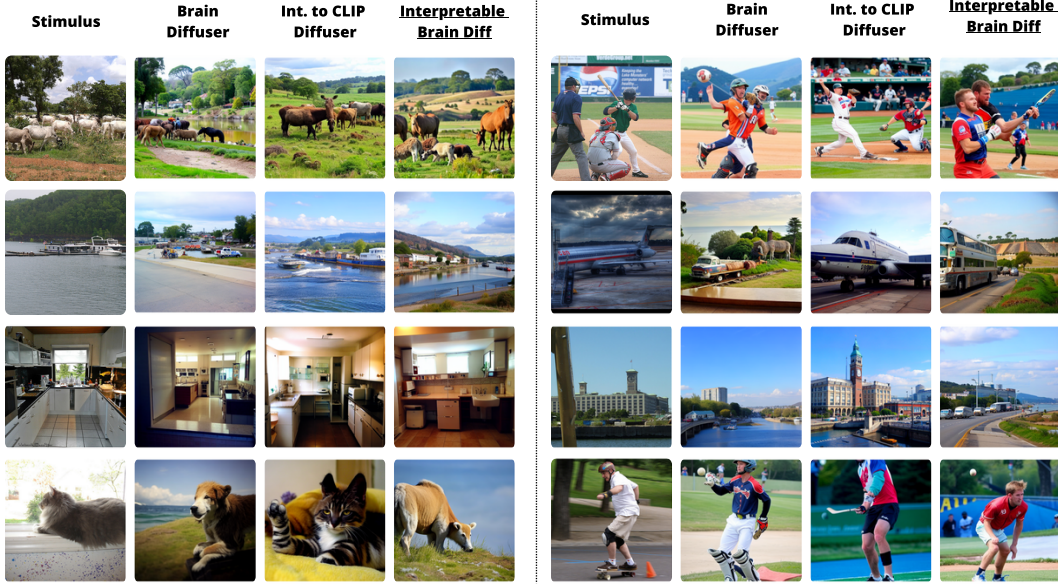 Stimulus
Brain
Diffuser
Int. to CLIP
Diffuser
Interpretable
Brain Diff
Stimulus
Brain
Diffuser
Int. to CLIP
Diffuser
Interpretable
Brain Diff
PEPSI